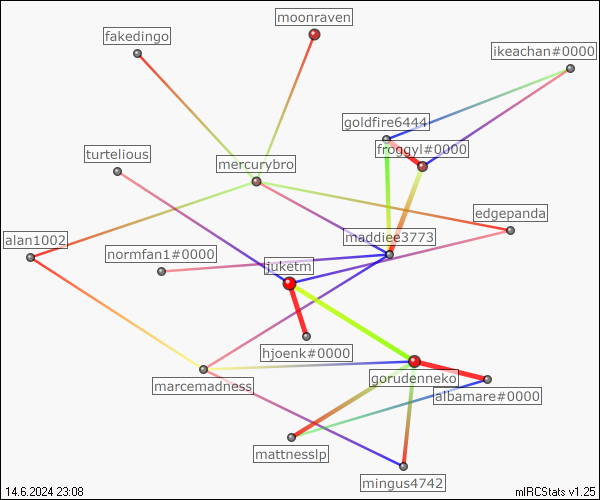 moonraven
fakedingo
ikeachan#0000
goldfire6444
froggyl#0000
turtelious
mercurybro
edgepanda
alan1002
maddiee3773
normfan1#0000
juketm
hjoenk#0000
gorudenneko
marcemadness
albamare#0000
mattnesslp
mingus4742
14.6.2024 23:08
mIRCStats v1.25